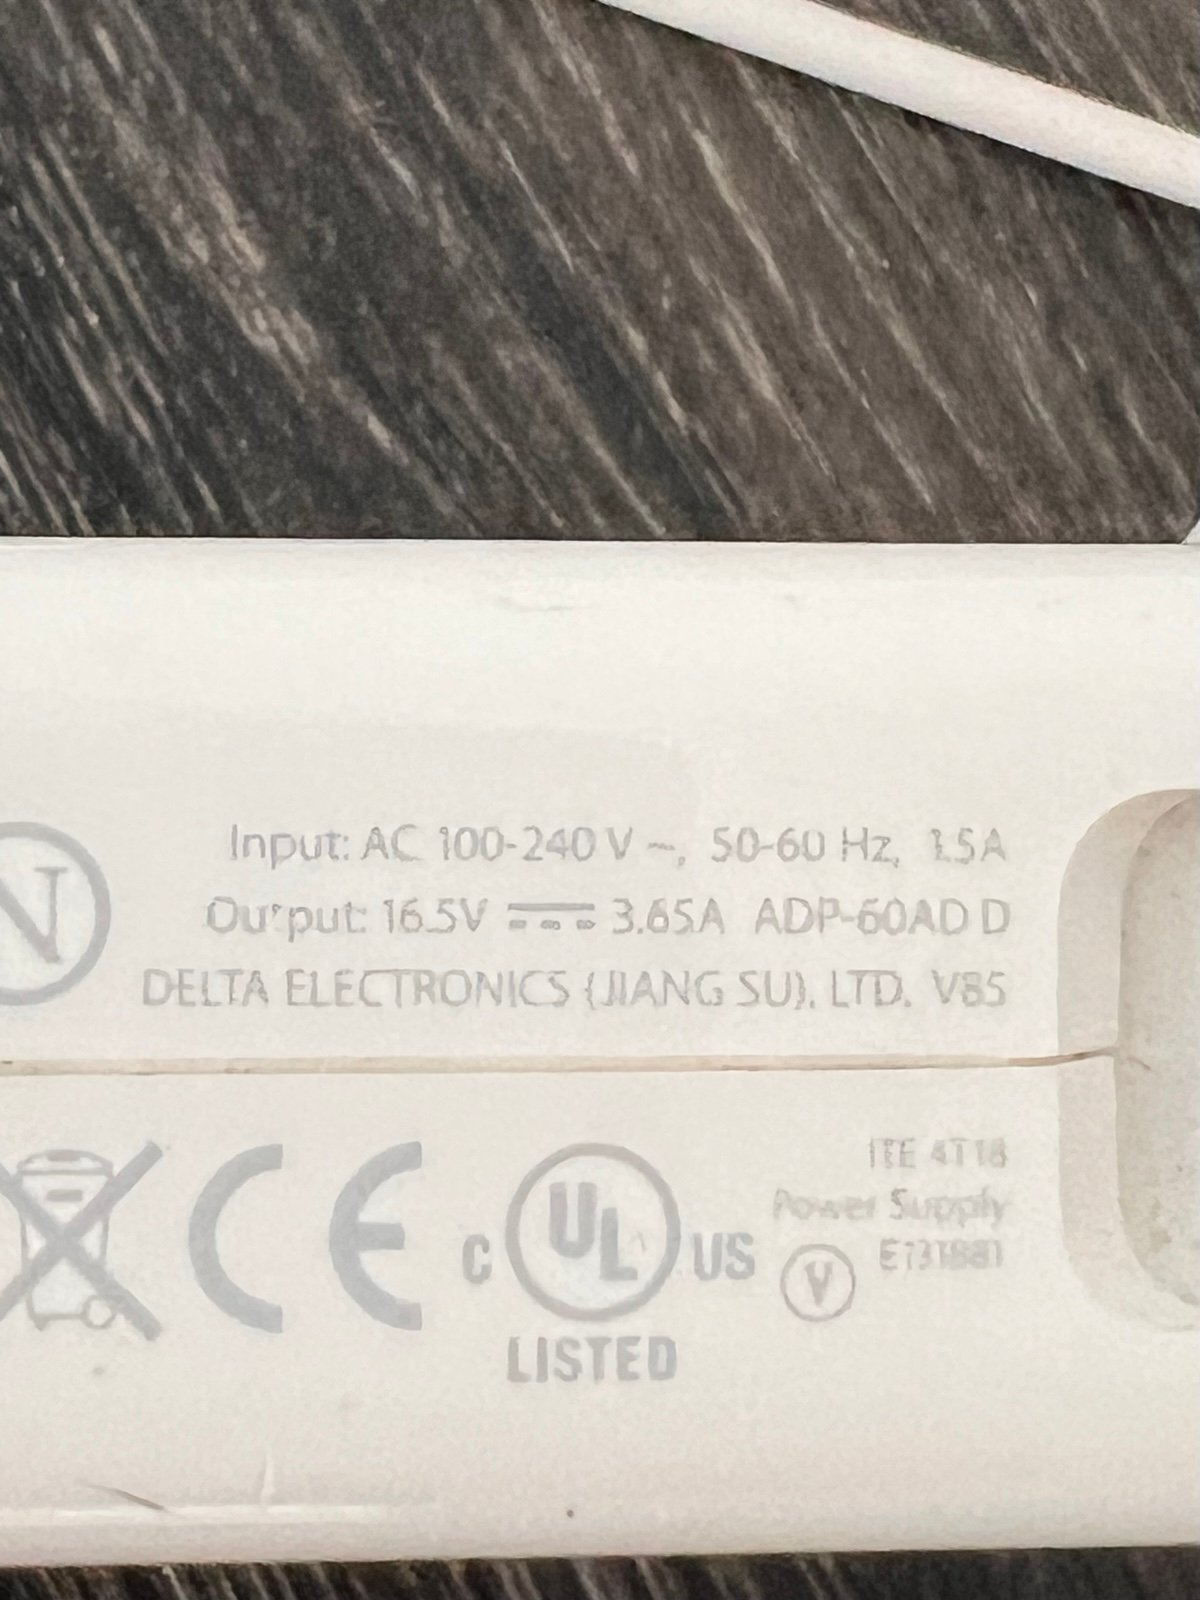 N
Input: AC 100-240 V ~, 50-60 Hz, 1.5A
Output: 16.5V ⎓ 3.65A ADP-60AD D
DELTA ELECTRONICS (JIANG SU), LTD. V85
CE
C UL US
LISTED
ITE 4T18
Power Supply
V